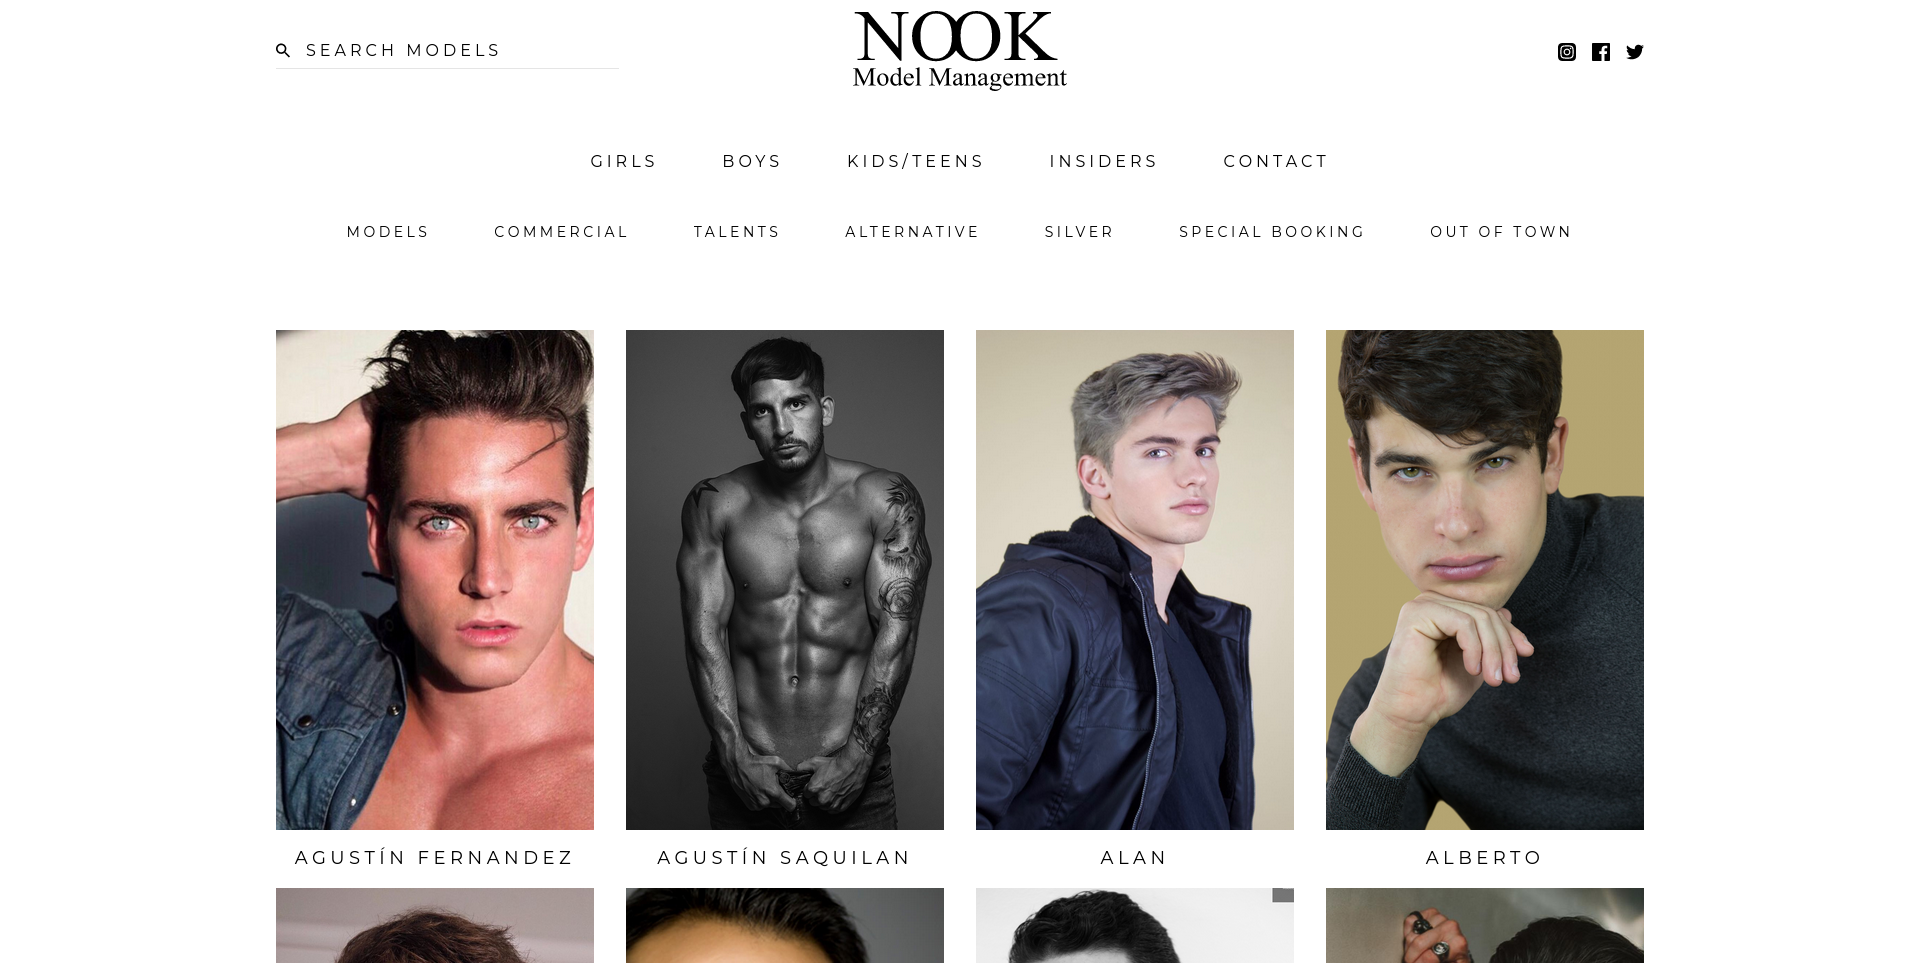 SEARCH MODELS
NOOK
Model Management
GIRLS BOYS KIDS/TEENS INSIDERS CONTACT
MODELS COMMERCIAL TALENTS ALTERNATIVE SILVER SPECIAL BOOKING OUT OF TOWN
AGUSTÍN FERNANDEZ
AGUSTÍN SAQUILAN
ALAN
ALBERTO